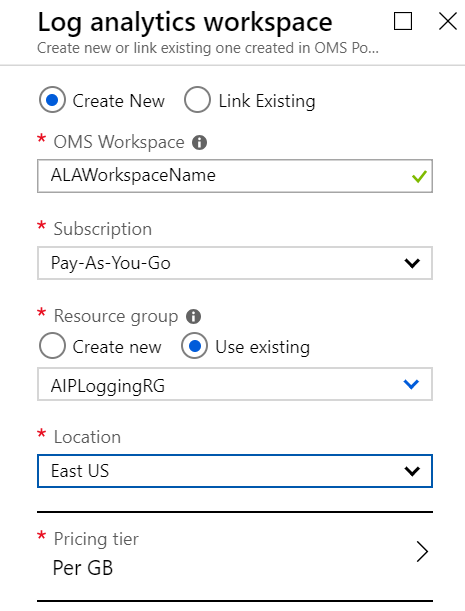 Log analytics workspace
Create new or link existing one created in OMS Po...
Create New Link Existing
* OMS Workspace
ALAWorkspaceName
* Subscription
Pay-As-You-Go
* Resource group
Create new Use existing
AIPLoggingRG
* Location
East US
* Pricing tier
Per GB